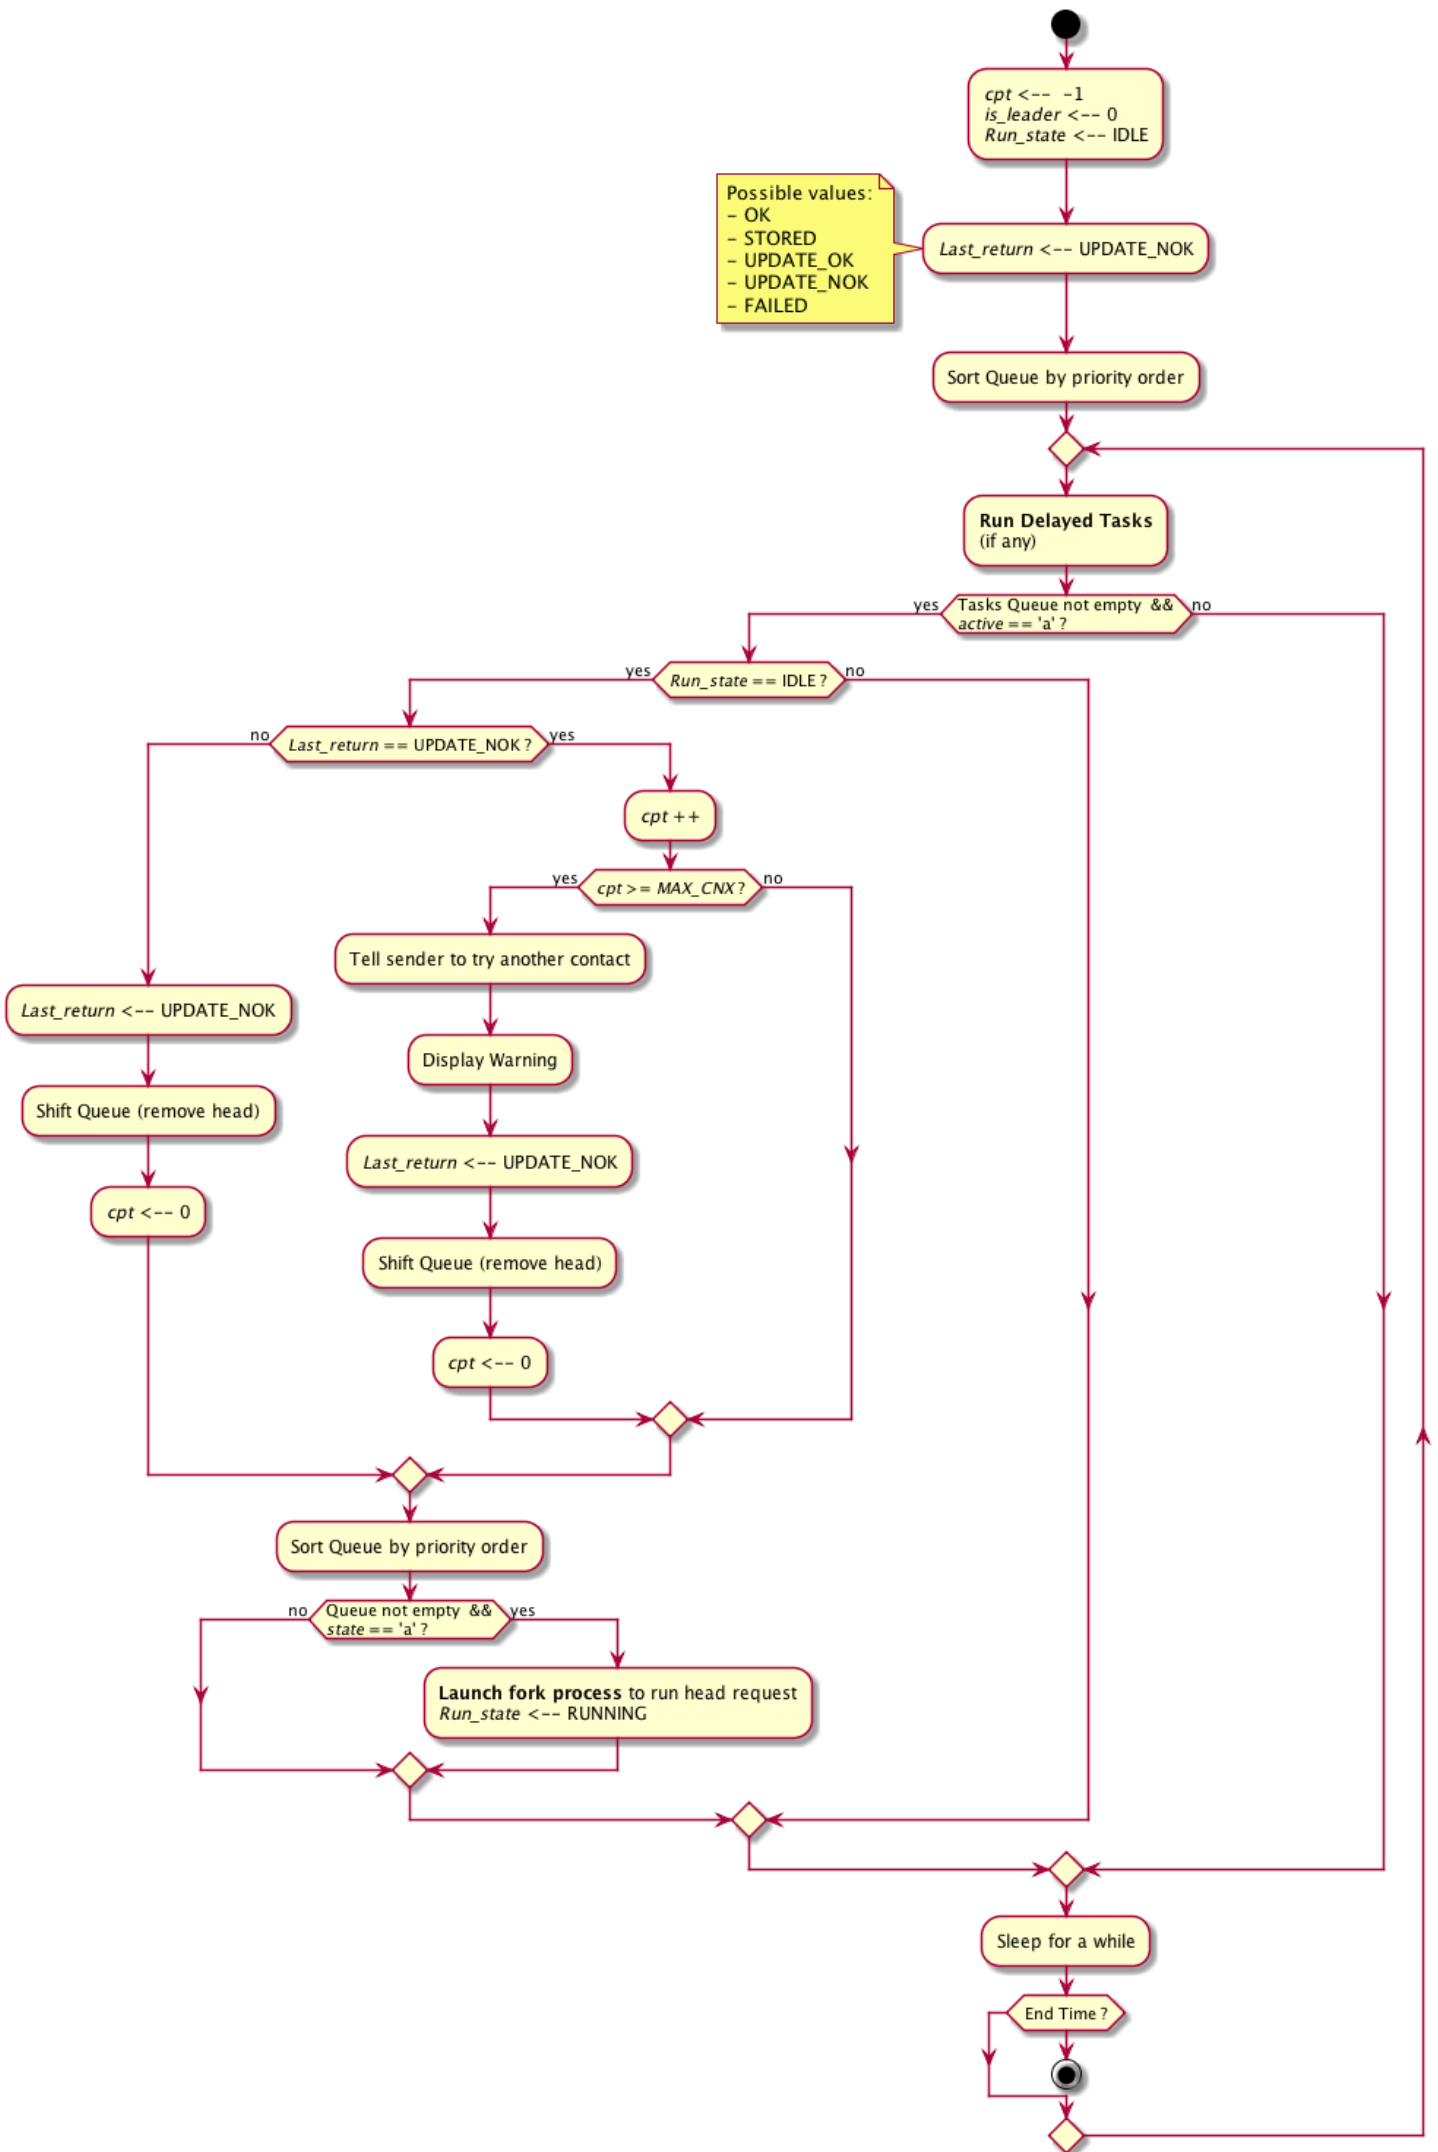 cpt <-- -1
is_leader <-- 0
Run_state <-- IDLE
Possible values:
- OK
- STORED
- UPDATE_OK
- UPDATE_NOK
- FAILED
Last_return <-- UPDATE_NOK
Sort Queue by priority order
Run Delayed Tasks
(if any)
yes
Tasks Queue not empty &&
active == 'a' ?
no
yes
Run_state == IDLE ?
no
no
Last_return == UPDATE_NOK ?
yes
cpt ++
yes
cpt >= MAX_CNX ?
no
Tell sender to try another contact
Last_return <-- UPDATE_NOK
Display Warning
Shift Queue (remove head)
Last_return <-- UPDATE_NOK
cpt <-- 0
Shift Queue (remove head)
cpt <-- 0
Sort Queue by priority order
no
Queue not empty &&
state == 'a' ?
yes
Launch fork process to run head request
Run_state <-- RUNNING
Sleep for a while
End Time ?